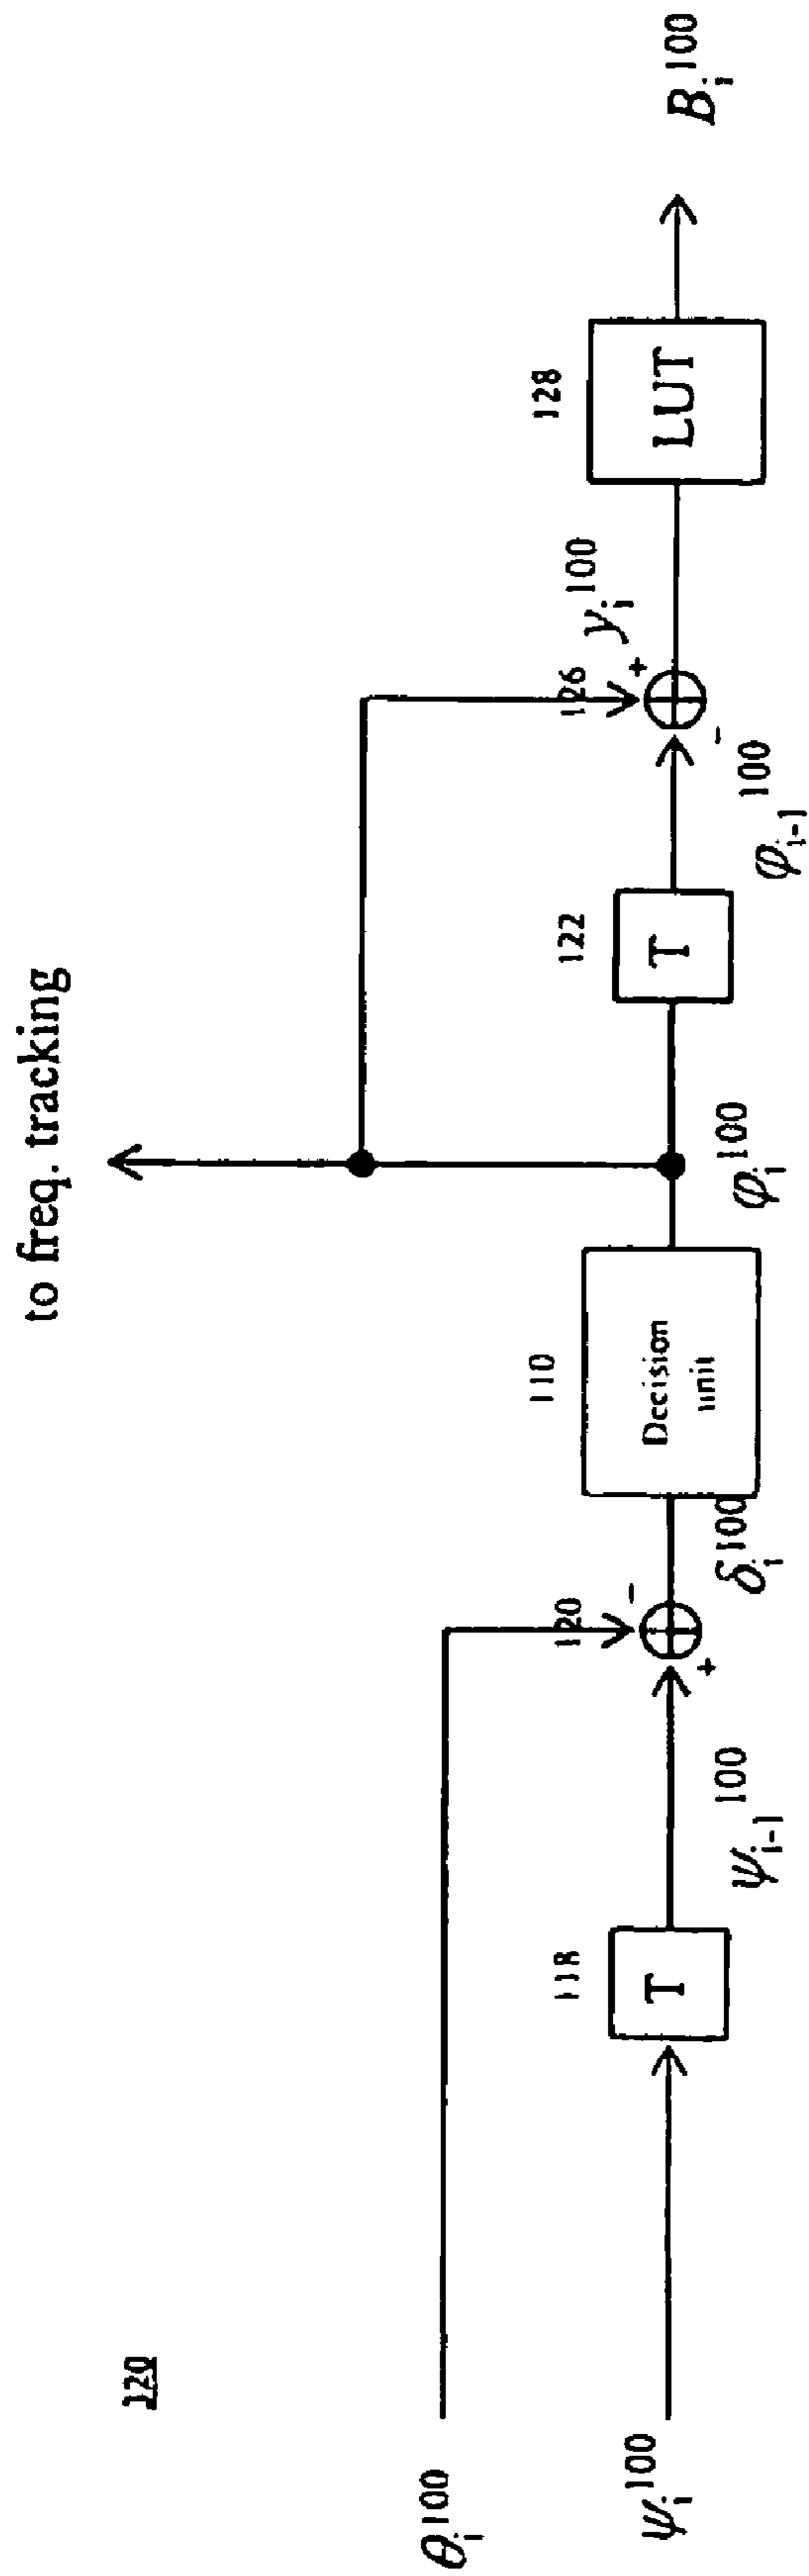 120
to freq. tracking
θᵢ¹⁰⁰
ψᵢ¹⁰⁰
118
T
ψᵢ₋₁¹⁰⁰
120
-
+
δᵢ¹⁰⁰
110
Decision
unit
φᵢ¹⁰⁰
122
T
φᵢ₋₁¹⁰⁰
126
+
-
yᵢ¹⁰⁰
128
LUT
Bᵢ¹⁰⁰